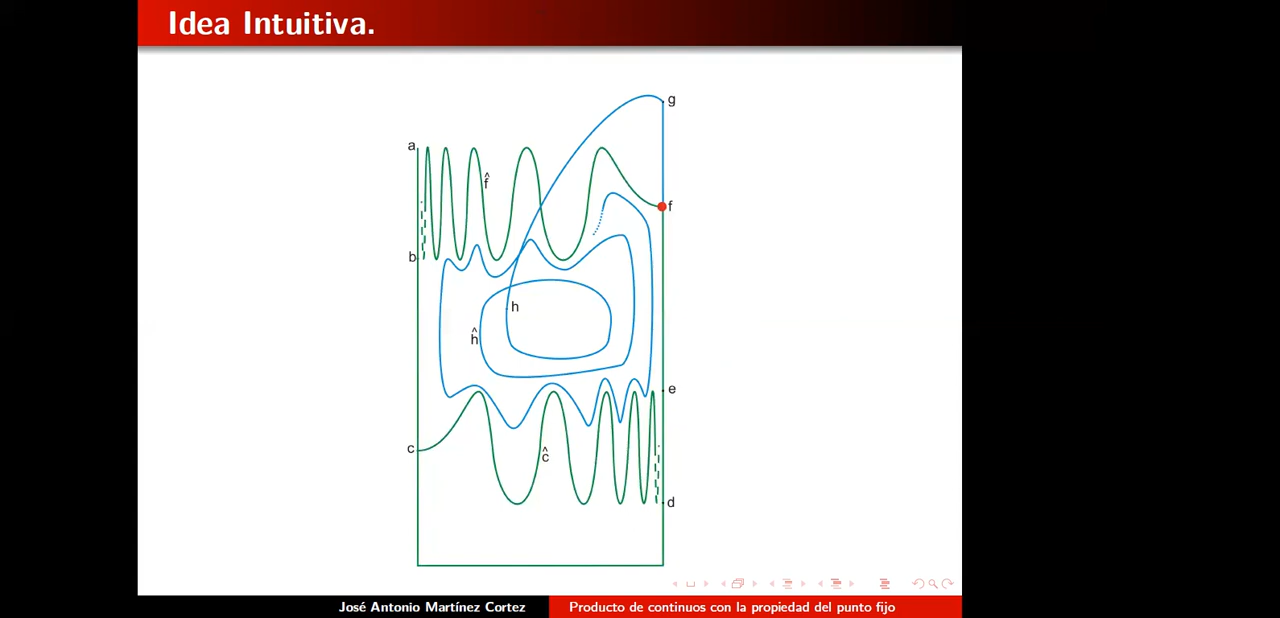 Idea Intuitiva.
g
a
f̂
f
b
h
ĥ
e
c
ĉ
d
José Antonio Martínez Cortez
Producto de continuos con la propiedad del punto fijo